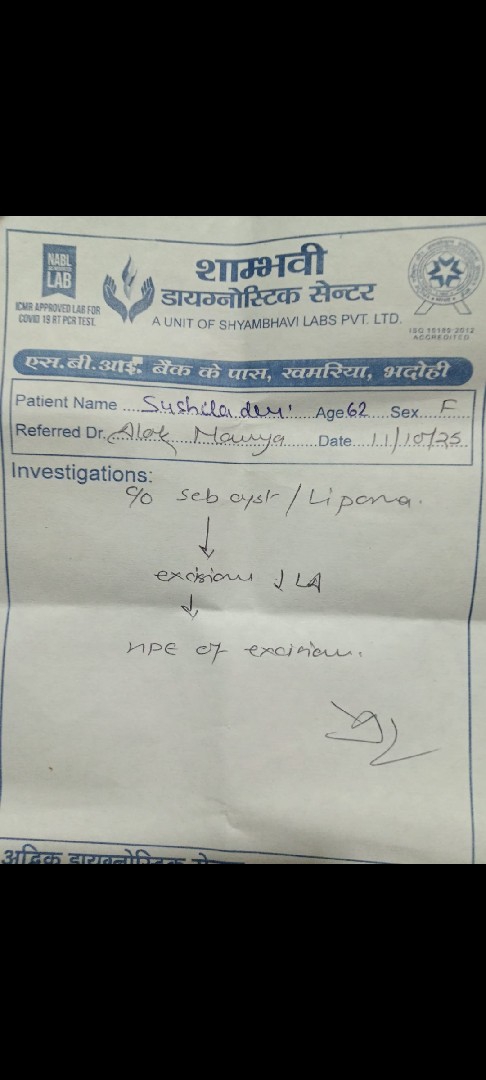 NABL
ACCREDITED
LAB
ICMR APPROVED LAB FOR
COVID 19 RT PCR TEST.
शाम्भवी
डायग्नोस्टिक सेन्टर
A UNIT OF SHYAMBHAVI LABS PVT. LTD.
ISO 15189:2012
ACCREDITED
एस.बी.आई. बैंक के पास, खमरिया, भदोही
Patient Name Sushila devi Age 62 Sex F
Referred Dr. Alok Maurya Date 11/10/25
Investigations:
c/o seb cyst / Lipoma.
↓
excision LA
↓
HPE of excision.